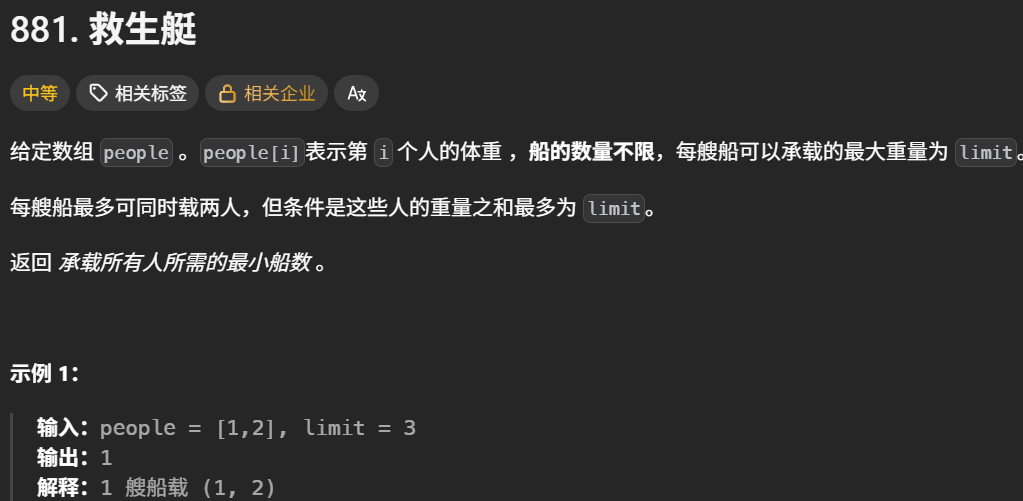 881. 救生艇
中等 相关标签 相关企业 A文
给定数组 people 。people[i]表示第 i 个人的体重 ，船的数量不限，每艘船可以承载的最大重量为 limit。
每艘船最多可同时载两人，但条件是这些人的重量之和最多为 limit。
返回 承载所有人所需的最小船数 。
示例 1：
输入：people = [1,2], limit = 3
输出：1
解释：1 艘船载 (1, 2)